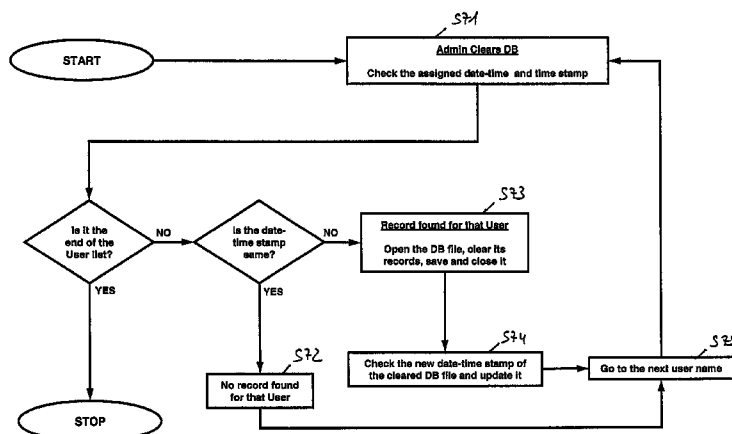 S71
START
Admin Clears DB
Check the assigned date-time and time stamp
Is it the
end of the
User list?
NO
Is the date-
time stamp
same?
NO
S73
Record found for that User
Open the DB file, clear its
records, save and close it
YES
YES
S72
No record found
for that User
S74
Check the new date-time stamp of
the cleared DB file and update it
S75
Go to the next user name
STOP